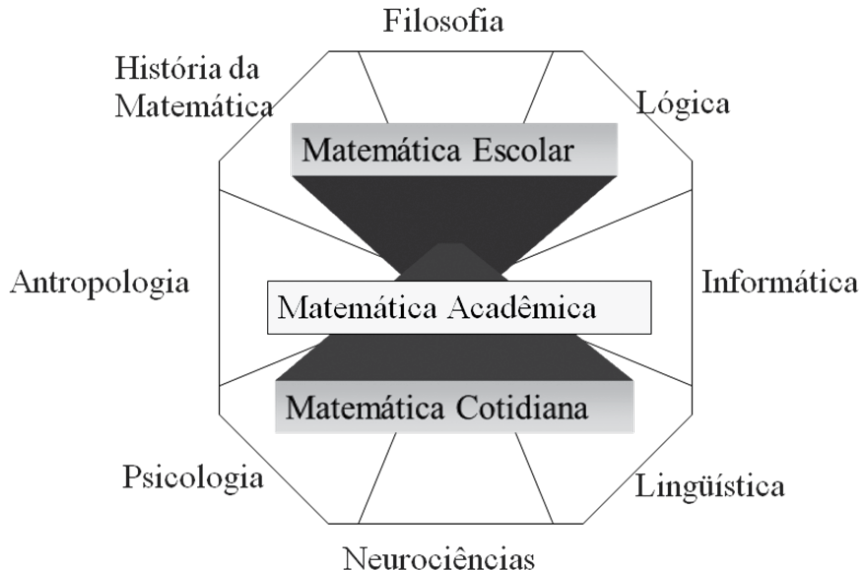 Filosofia
História da
Matemática
Lógica
Matemática Escolar
Antropologia
Informática
Matemática Acadêmica
Matemática Cotidiana
Psicologia
Lingüística
Neurociências